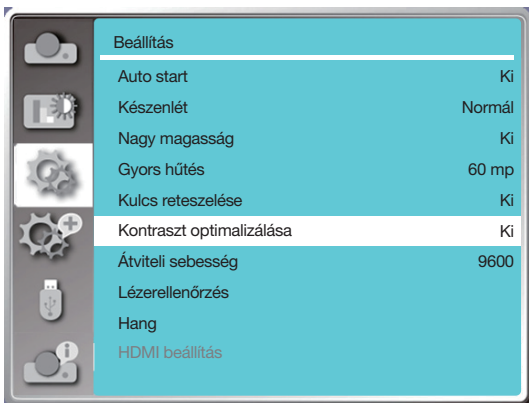 Beállítás
Auto start Ki
Készenlét Normál
Nagy magasság Ki
Gyors hűtés 60 mp
Kulcs reteszelése Ki
Kontraszt optimalizálása Ki
Átviteli sebesség 9600
Lézerellenőrzés
Hang
HDMI beállítás